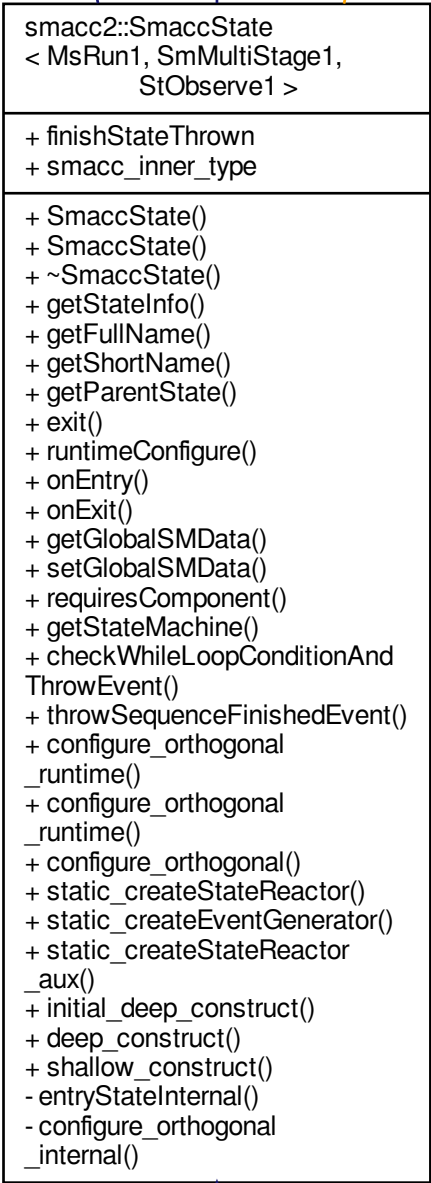 smacc2::SmaccState
< MsRun1, SmMultiStage1,
StObserve1 >
+ finishStateThrown
+ smacc_inner_type
+ SmaccState()
+ SmaccState()
+ ~SmaccState()
+ getStateInfo()
+ getFullName()
+ getShortName()
+ getParentState()
+ exit()
+ runtimeConfigure()
+ onEntry()
+ onExit()
+ getGlobalSMData()
+ setGlobalSMData()
+ requiresComponent()
+ getStateMachine()
+ checkWhileLoopConditionAnd
ThrowEvent()
+ throwSequenceFinishedEvent()
+ configure_orthogonal
_runtime()
+ configure_orthogonal
_runtime()
+ configure_orthogonal()
+ static_createStateReactor()
+ static_createEventGenerator()
+ static_createStateReactor
_aux()
+ initial_deep_construct()
+ deep_construct()
+ shallow_construct()
- entryStateInternal()
- configure_orthogonal
_internal()